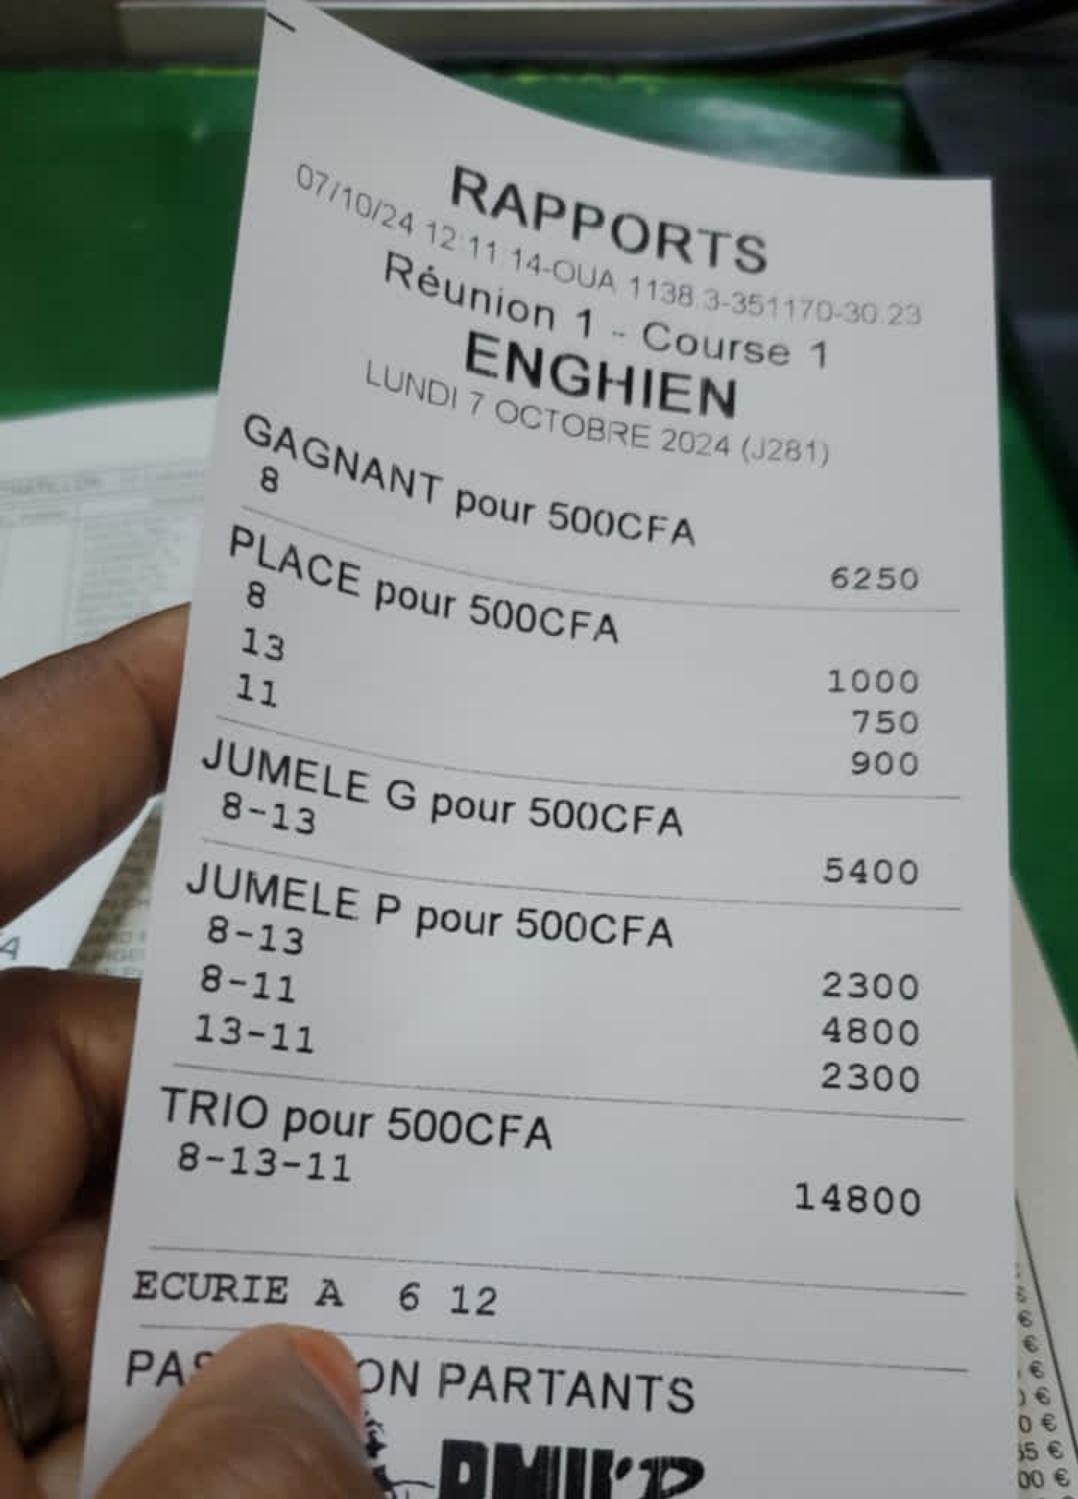 RAPPORTS
07/10/24 12:11:14-OUA 1138.3-351170-30.23
Réunion 1 - Course 1
ENGHIEN
LUNDI 7 OCTOBRE 2024 (J281)
GAGNANT pour 500CFA
8 6250
PLACE pour 500CFA
8 1000
13 750
11 900
JUMELE G pour 500CFA
8-13 5400
JUMELE P pour 500CFA
8-13 2300
8-11 4800
13-11 2300
TRIO pour 500CFA
8-13-11 14800
ECURIE A 6 12
PARTANTS